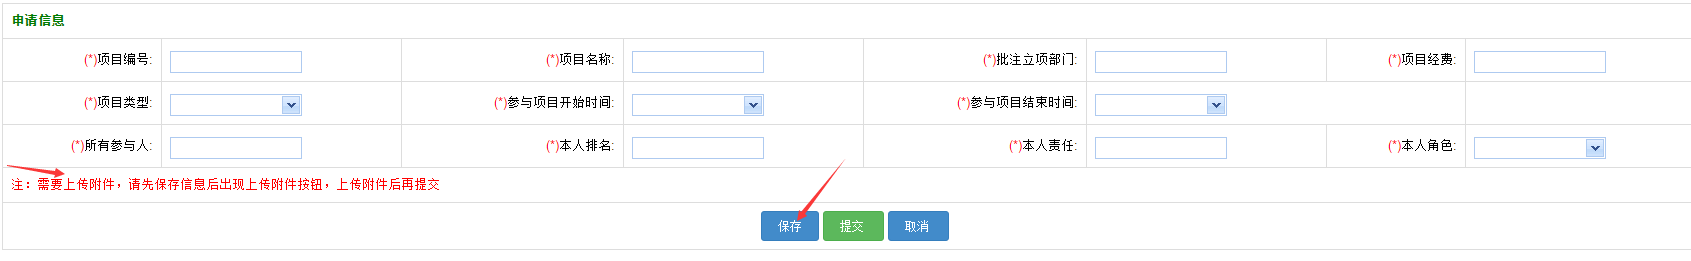 申请信息
(*)项目编号: (*)项目名称: (*)批注立项部门: (*)项目经费:
(*)项目类型: (*)参与项目开始时间: (*)参与项目结束时间:
(*)所有参与人: (*)本人排名: (*)本人责任: (*)本人角色:
注：需要上传附件，请先保存信息后出现上传附件按钮，上传附件后再提交
保存 提交 取消